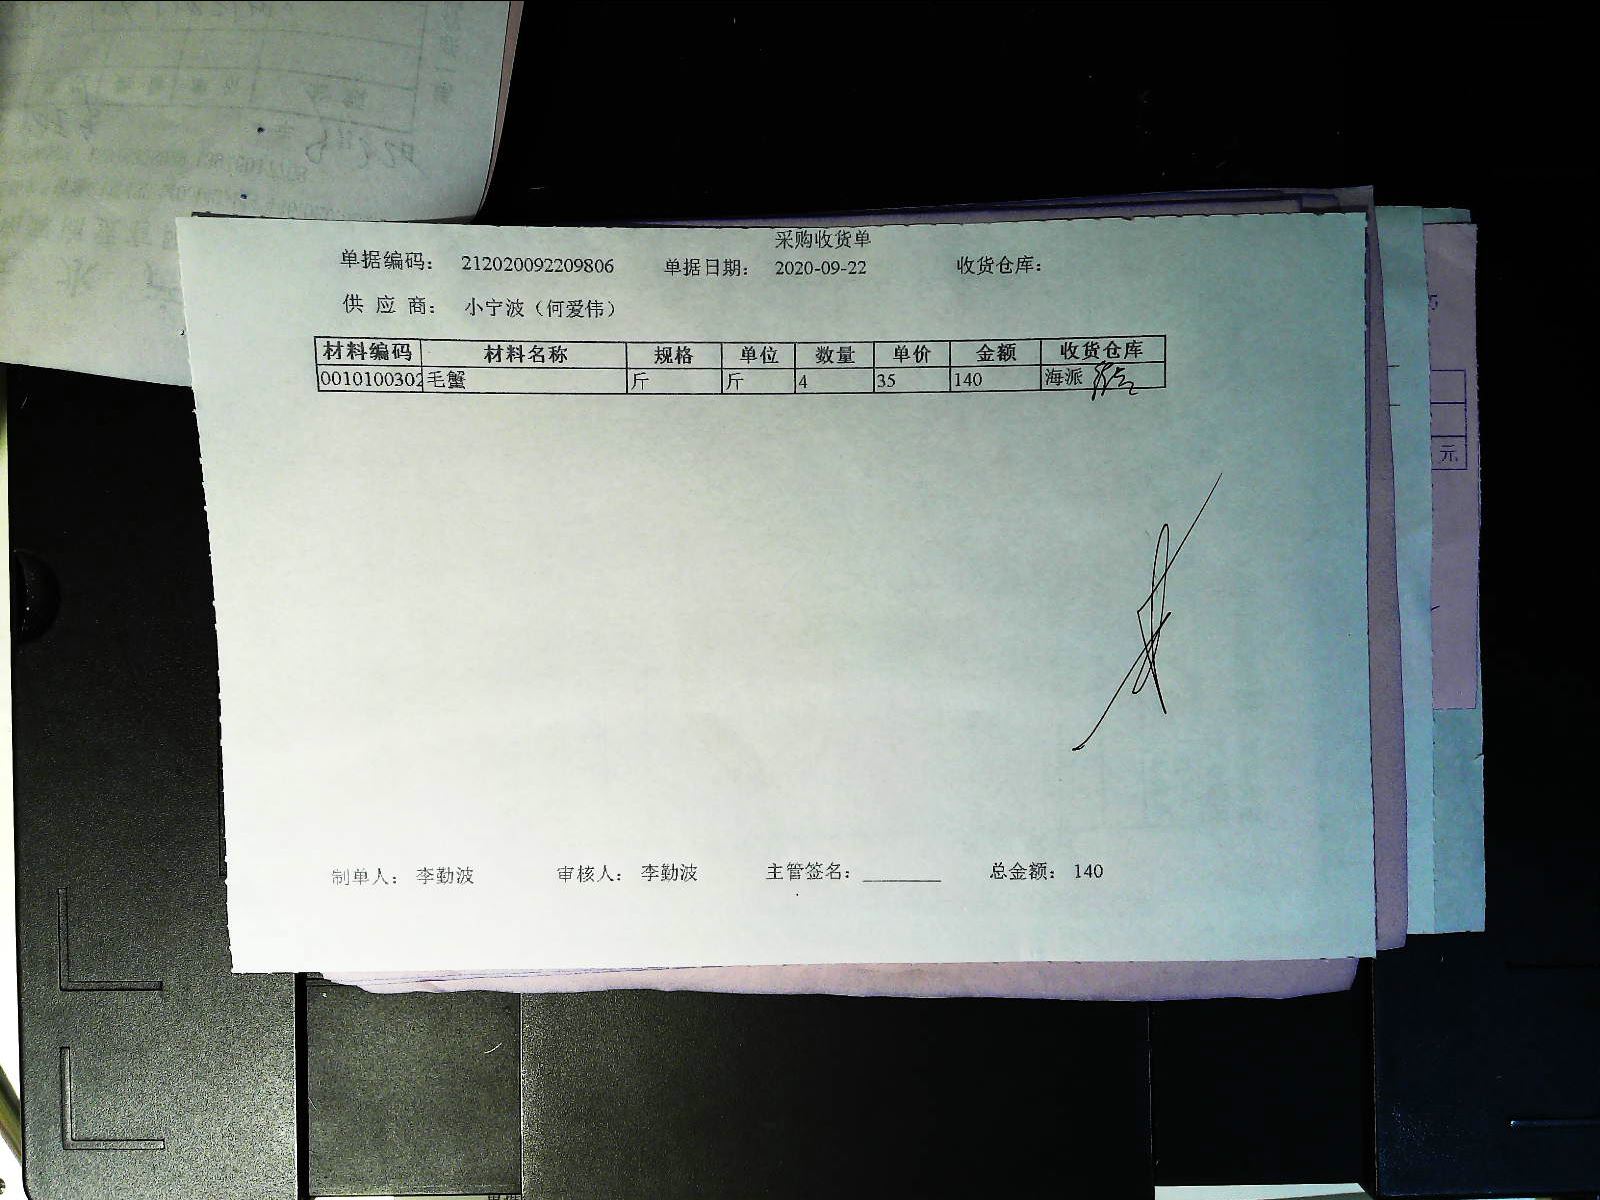 采购收货单
单据编码： 212020092209806 单据日期： 2020-09-22 收货仓库：
供 应 商： 小宁波（何爱伟）
材料编码 材料名称 规格 单位 数量 单价 金额 收货仓库
0010100302 毛蟹 斤 斤 4 35 140 海派
制单人： 李勤波 审核人： 李勤波 主管签名：________ 总金额： 140
元